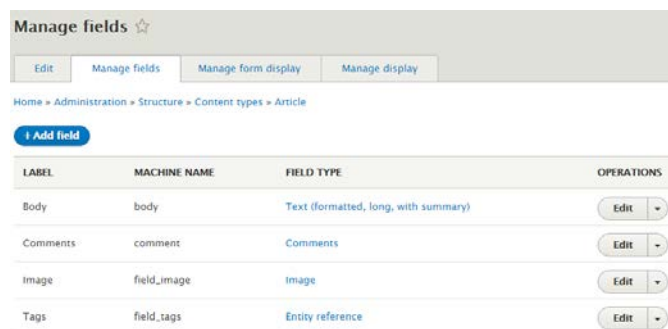 Manage fields
Edit Manage fields Manage form display Manage display
Home » Administration » Structure » Content types » Article
+ Add field
LABEL MACHINE NAME FIELD TYPE OPERATIONS
Body body Text (formatted, long, with summary) Edit
Comments comment Comments Edit
Image field_image Image Edit
Tags field_tags Entity reference Edit